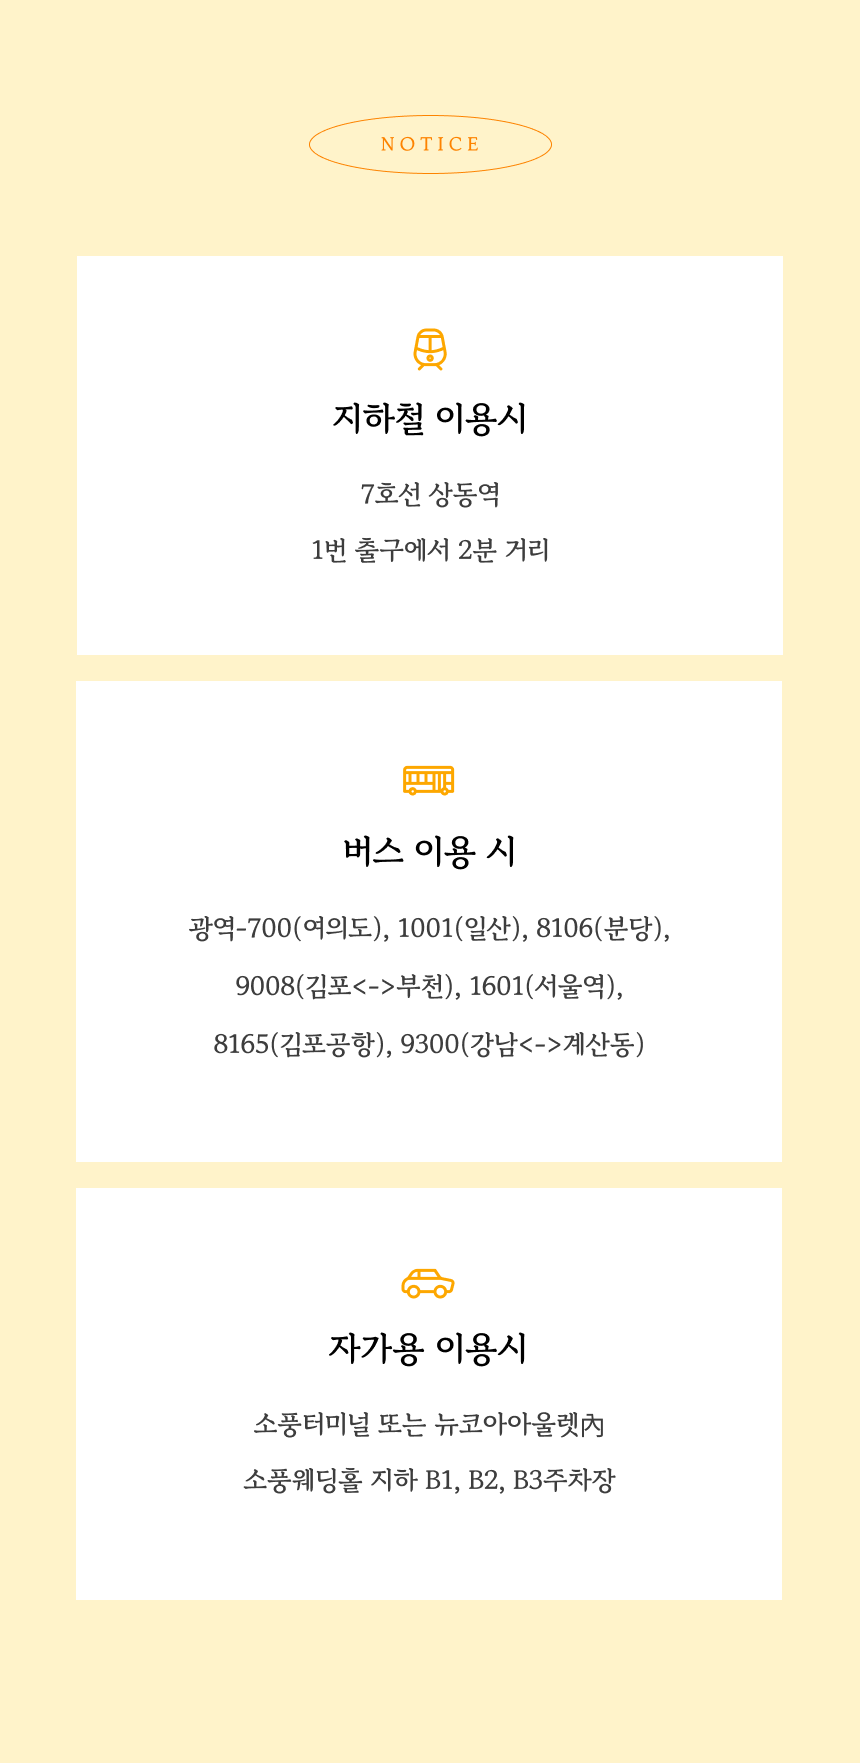 NOTICE
지하철 이용시
7호선 상동역
1번 출구에서 2분 거리
버스 이용 시
광역-700(여의도), 1001(일산), 8106(분당),
9008(김포<->부천), 1601(서울역),
8165(김포공항), 9300(강남<->계산동)
자가용 이용시
소풍터미널 또는 뉴코아아울렛內
소풍웨딩홀 지하 B1, B2, B3주차장